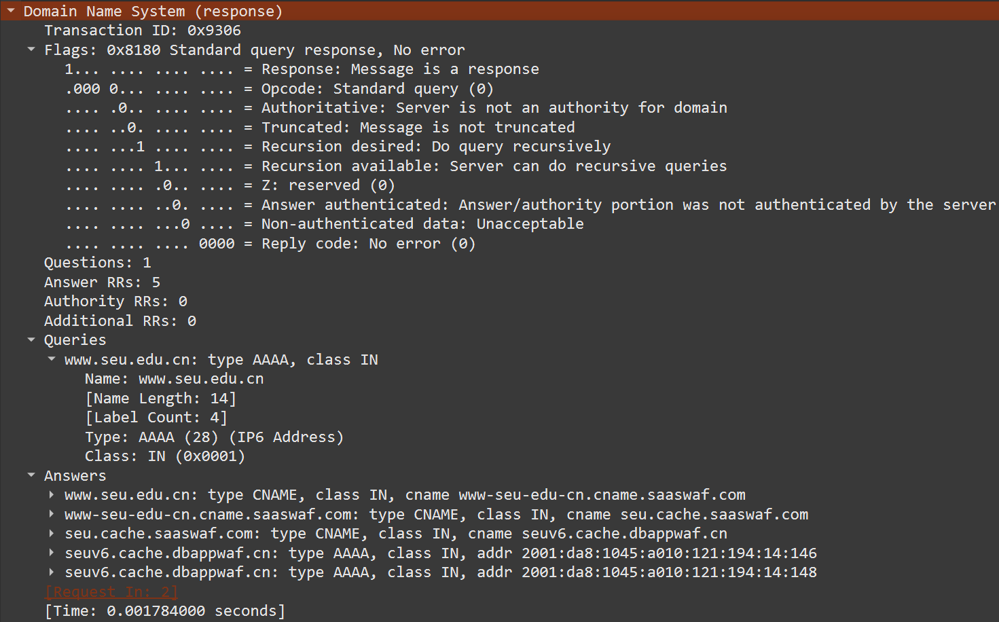 Domain Name System (response)
Transaction ID: 0x9306
Flags: 0x8180 Standard query response, No error
1... .... .... .... = Response: Message is a response
.000 0... .... .... = Opcode: Standard query (0)
.... .0.. .... .... = Authoritative: Server is not an authority for domain
.... ..0. .... .... = Truncated: Message is not truncated
.... ...1 .... .... = Recursion desired: Do query recursively
.... .... 1... .... = Recursion available: Server can do recursive queries
.... .... .0.. .... = Z: reserved (0)
.... .... ..0. .... = Answer authenticated: Answer/authority portion was not authenticated by the server
.... .... ...0 .... = Non-authenticated data: Unacceptable
.... .... .... 0000 = Reply code: No error (0)
Questions: 1
Answer RRs: 5
Authority RRs: 0
Additional RRs: 0
Queries
www.seu.edu.cn: type AAAA, class IN
Name: www.seu.edu.cn
[Name Length: 14]
[Label Count: 4]
Type: AAAA (28) (IP6 Address)
Class: IN (0x0001)
Answers
www.seu.edu.cn: type CNAME, class IN, cname www-seu-edu-cn.cname.saaswaf.com
www-seu-edu-cn.cname.saaswaf.com: type CNAME, class IN, cname seu.cache.saaswaf.com
seu.cache.saaswaf.com: type CNAME, class IN, cname seuv6.cache.dbappwaf.cn
seuv6.cache.dbappwaf.cn: type AAAA, class IN, addr 2001:da8:1045:a010:121:194:14:146
seuv6.cache.dbappwaf.cn: type AAAA, class IN, addr 2001:da8:1045:a010:121:194:14:148
[Request In: 2]
[Time: 0.001784000 seconds]